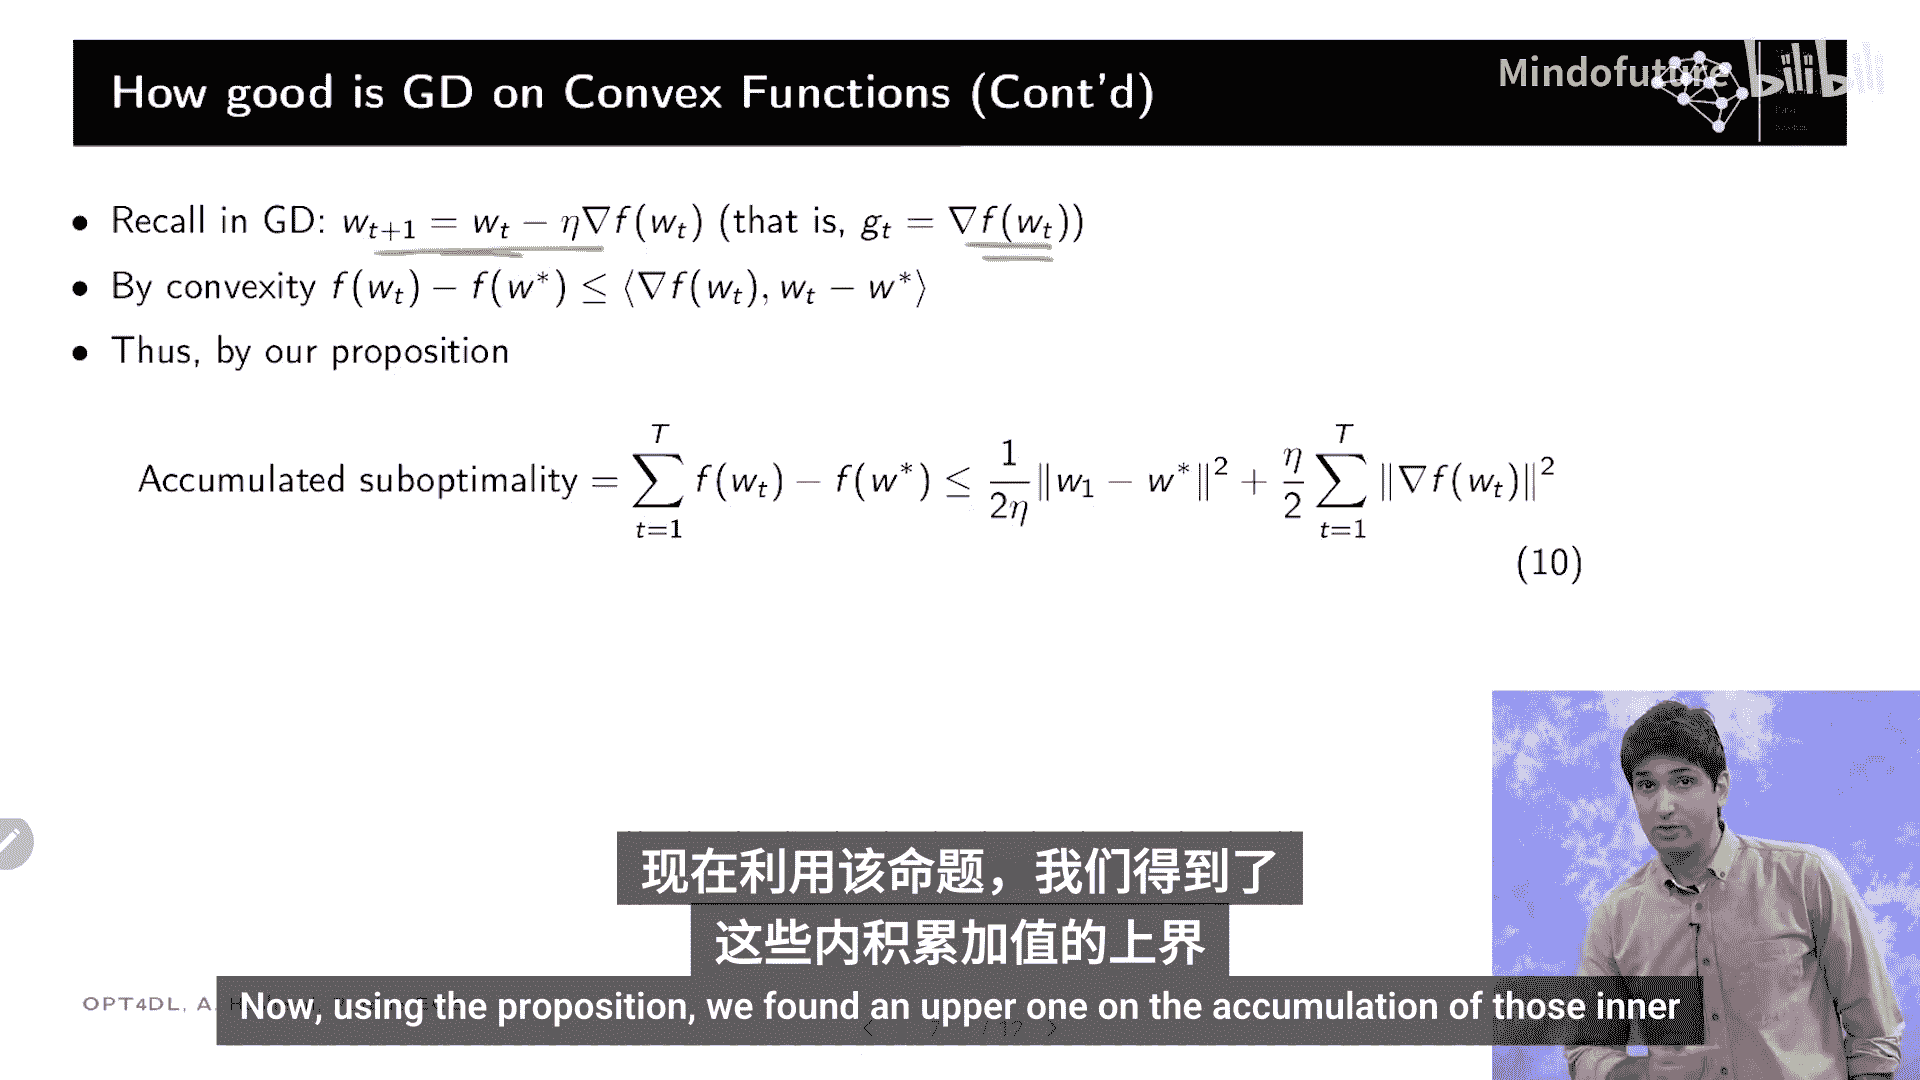 How good is GD on Convex Functions (Cont'd)
Mindofuture
bilibili
• Recall in GD: w_{t+1} = w_t − η∇f(w_t) (that is, g_t = ∇f(w_t))
• By convexity f(w_t) − f(w*) ≤ ⟨∇f(w_t), w_t − w*⟩
• Thus, by our proposition
Accumulated suboptimality = ∑_{t=1}^{T} f(w_t) − f(w*) ≤ \frac{1}{2η}‖w_1 − w*‖² + \frac{η}{2} ∑_{t=1}^{T} ‖∇f(w_t)‖²
(10)
现在利用该命题，我们得到了
这些内积累加值的上界
OPT4DL, A.
Now, using the proposition, we found an upper one on the accumulation of those inner